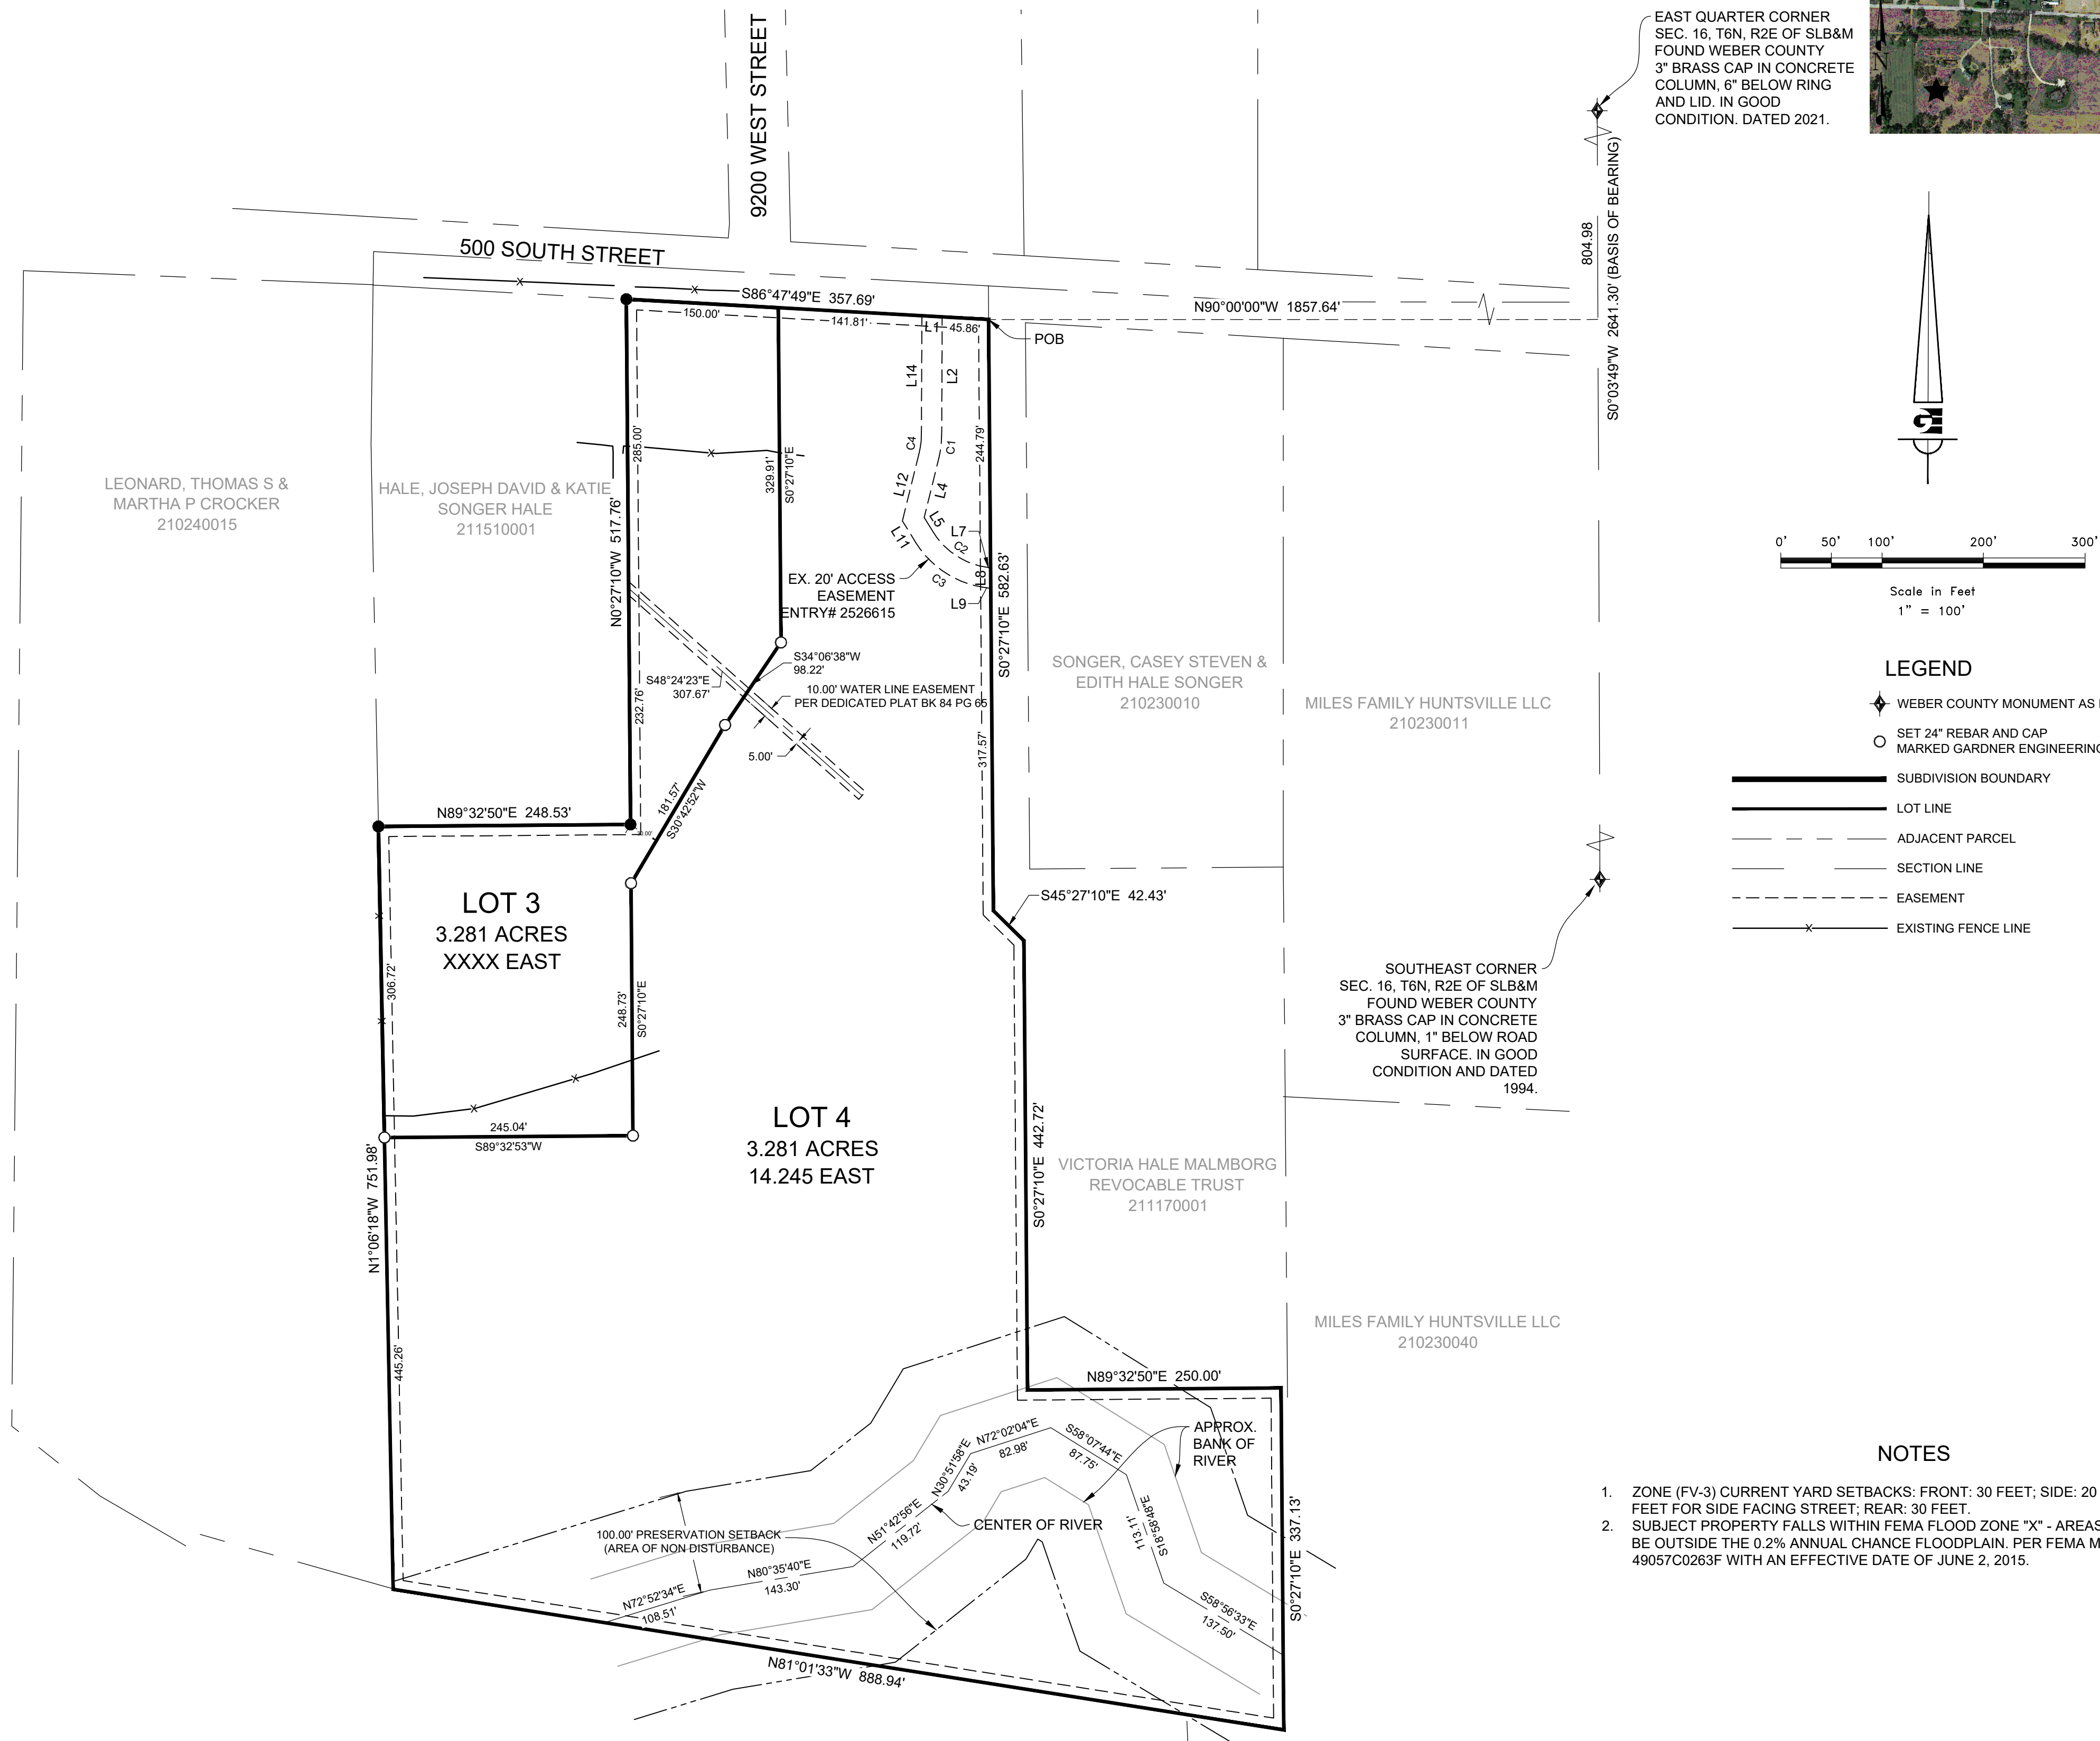 EAST QUARTER CORNER
SEC. 16, T6N, R2E OF SLB&M
FOUND WEBER COUNTY
3" BRASS CAP IN CONCRETE
COLUMN, 6" BELOW RING
AND LID. IN GOOD
CONDITION. DATED 2021.
N
9200 WEST STREET
500 SOUTH STREET
804.98
S0°03'49"W 2641.30' (BASIS OF BEARING)
S86°47'49"E 357.69'
N90°00'00"W 1857.64'
150.00'
141.81'
L1
45.86'
POB
L14
L2
C4
C1
L12
L4
L5
L11
L7
C2
C3
L8
L9
244.79'
285.00'
329.91'
S0°27'10"E
N0°27'10"W 517.76'
S0°27'10"E 582.63'
EX. 20' ACCESS
EASEMENT
ENTRY# 2526615
LEONARD, THOMAS S &
MARTHA P CROCKER
210240015
HALE, JOSEPH DAVID & KATIE
SONGER HALE
211510001
SONGER, CASEY STEVEN &
EDITH HALE SONGER
210230010
MILES FAMILY HUNTSVILLE LLC
210230011
S34°06'38"W
98.22'
S48°24'23"E
307.67'
10.00' WATER LINE EASEMENT
PER DEDICATED PLAT BK 84 PG 65
5.00'
232.76'
317.57'
181.57'
S30°42'52"W
N89°32'50"E 248.53'
LOT 3
3.281 ACRES
XXXX EAST
306.72'
248.73'
S0°27'10"E
245.04'
S89°32'53"W
S45°27'10"E 42.43'
SOUTHEAST CORNER
SEC. 16, T6N, R2E OF SLB&M
FOUND WEBER COUNTY
3" BRASS CAP IN CONCRETE
COLUMN, 1" BELOW ROAD
SURFACE. IN GOOD
CONDITION AND DATED
1994.
LOT 4
3.281 ACRES
14.245 EAST
S0°27'10"E 442.72'
VICTORIA HALE MALMBORG
REVOCABLE TRUST
211170001
N1°06'18"W 751.98'
445.26'
MILES FAMILY HUNTSVILLE LLC
210230040
N89°32'50"E 250.00'
APPROX.
BANK OF
RIVER
N72°02'04"E
82.98'
S58°07'44"E
87.75'
N30°51'58"E
43.19'
N51°42'56"E
119.72'
CENTER OF RIVER
S18°58'48"E
113.11'
100.00' PRESERVATION SETBACK
(AREA OF NON DISTURBANCE)
N80°35'40"E
143.30'
N72°52'34"E
108.51'
S58°56'33"E
137.50'
S0°27'10"E 337.13'
N81°01'33"W 888.94'
0' 50' 100' 200' 300'
Scale in Feet
1" = 100'
LEGEND
WEBER COUNTY MONUMENT AS
SET 24" REBAR AND CAP
MARKED GARDNER ENGINEERING
SUBDIVISION BOUNDARY
LOT LINE
ADJACENT PARCEL
SECTION LINE
EASEMENT
EXISTING FENCE LINE
NOTES
1. ZONE (FV-3) CURRENT YARD SETBACKS: FRONT: 30 FEET; SIDE: 20
FEET FOR SIDE FACING STREET; REAR: 30 FEET.
2. SUBJECT PROPERTY FALLS WITHIN FEMA FLOOD ZONE "X" - AREAS
BE OUTSIDE THE 0.2% ANNUAL CHANCE FLOODPLAIN. PER FEMA M
49057C0263F WITH AN EFFECTIVE DATE OF JUNE 2, 2015.